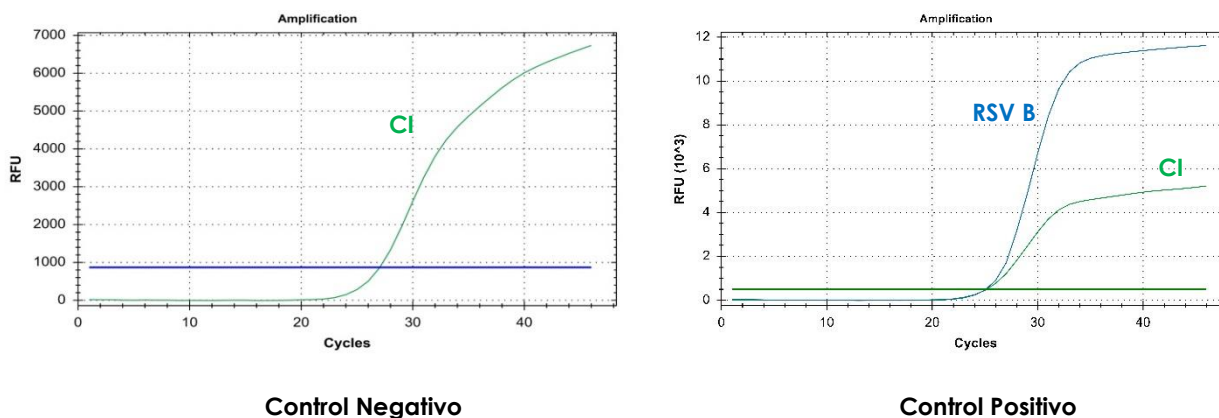 Amplification
7000
6000
5000
4000
3000
2000
1000
0
RFU
CI
0
10
20
30
40
Cycles
Control Negativo
Amplification
12
10
8
6
4
2
0
RFU (10^3)
RSV B
CI
0
10
20
30
40
Cycles
Control Positivo